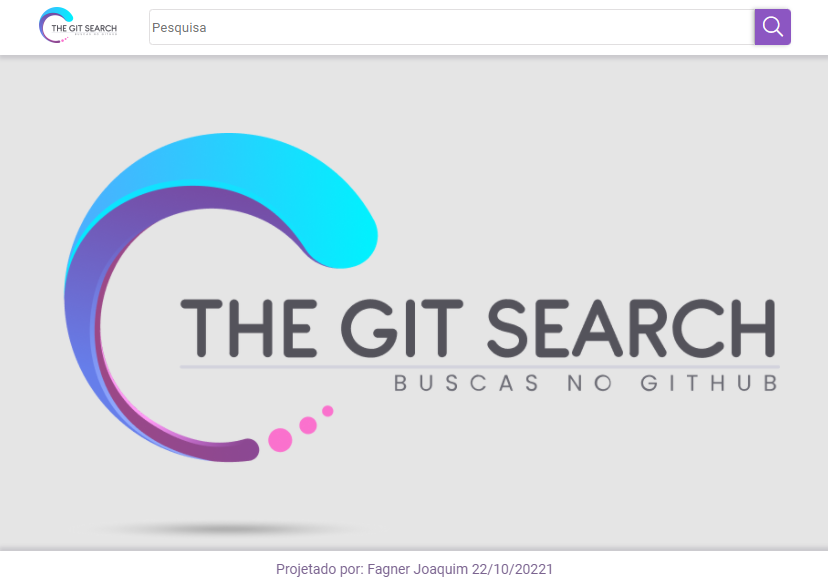 THE GIT SEARCH
BUSCAS NO GITHUB
Pesquisa
THE GIT SEARCH
BUSCAS NO GITHUB
Projetado por: Fagner Joaquim 22/10/20221